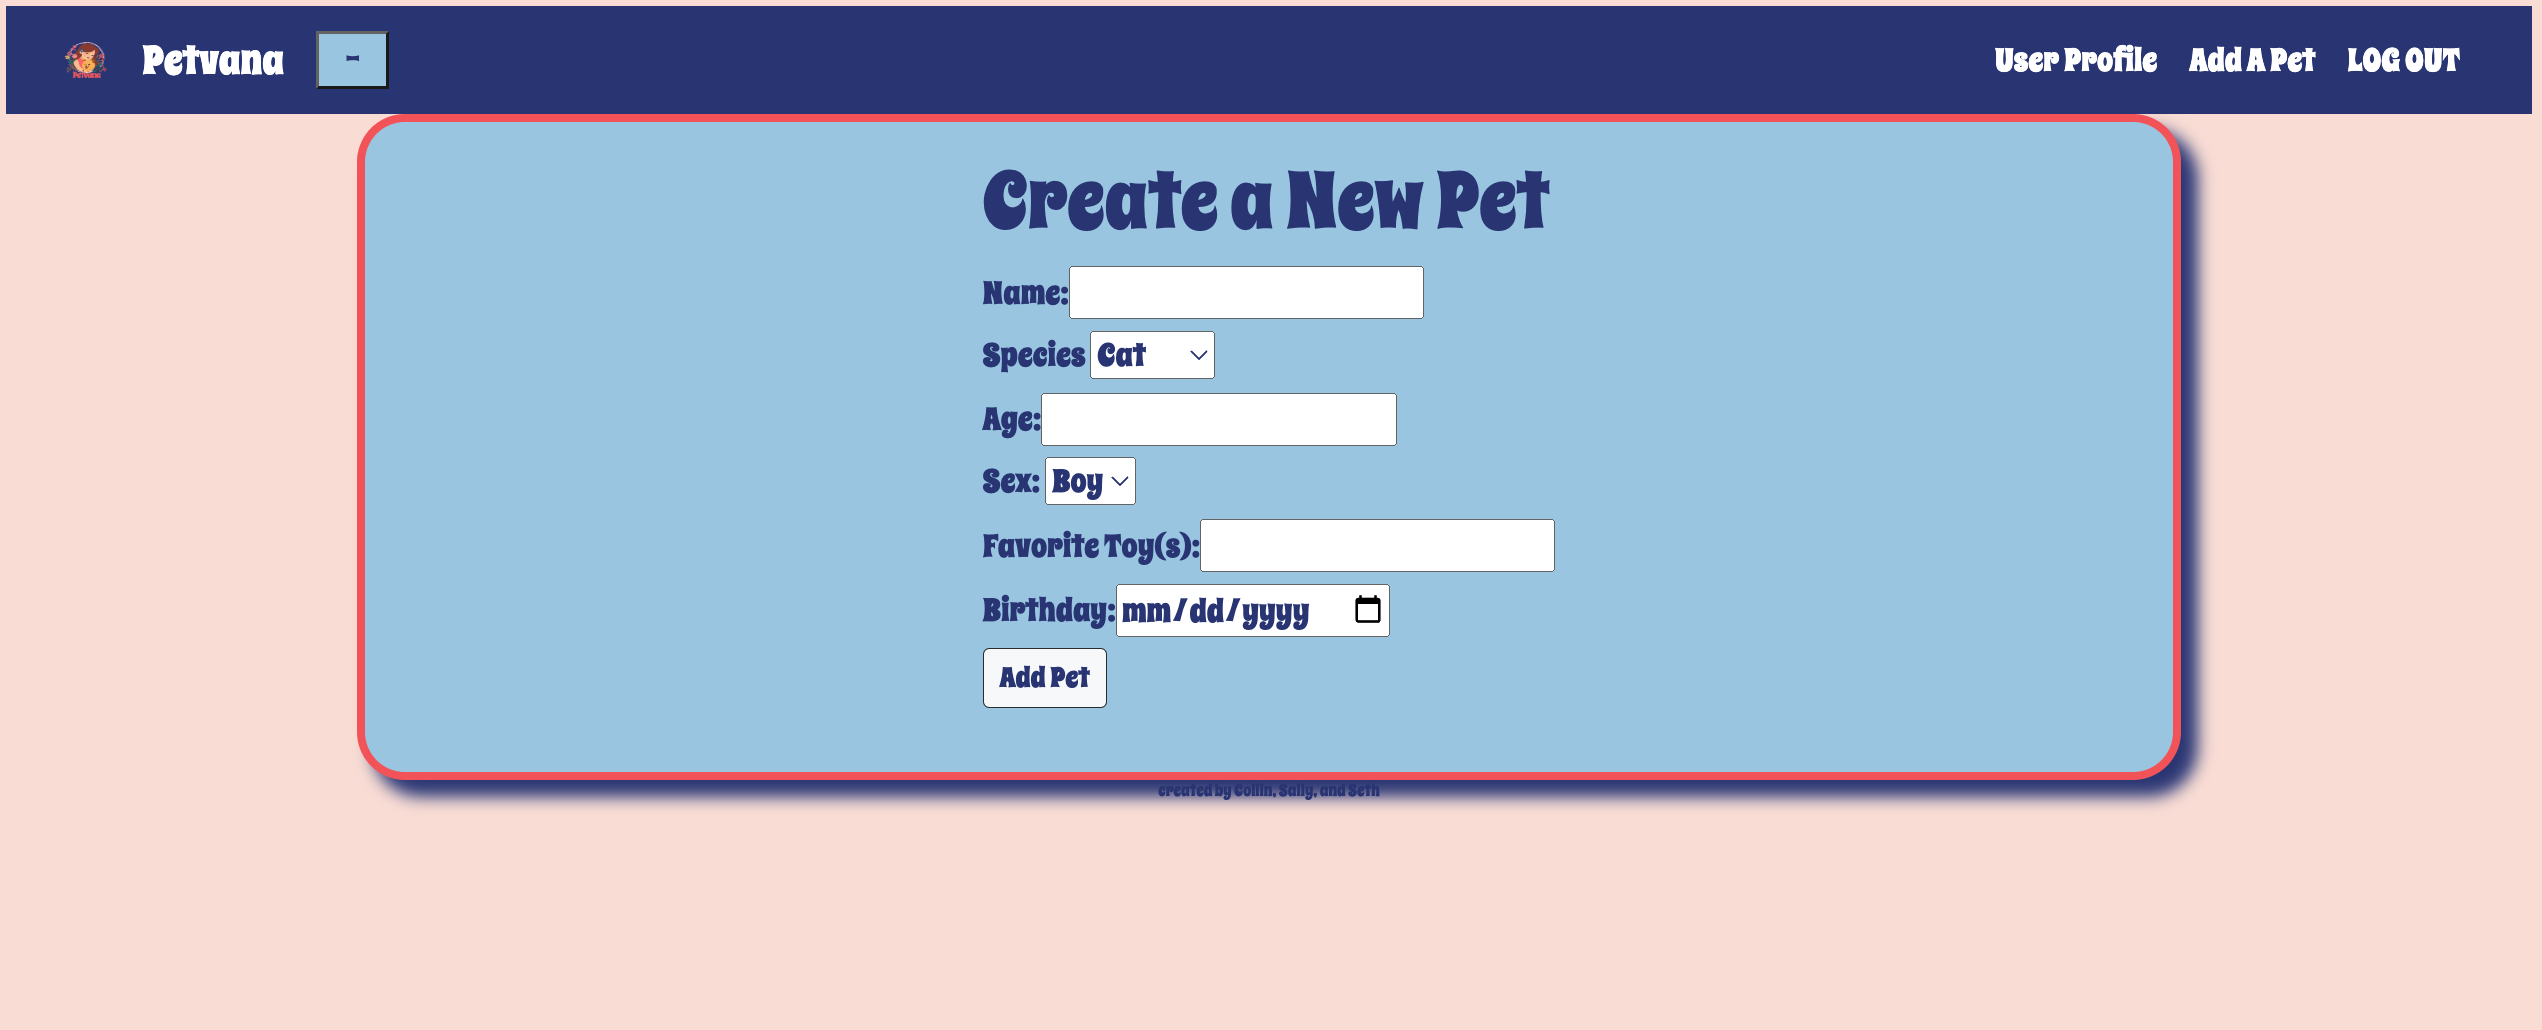 Petvana
Petvana -
User Profile Add A Pet LOG OUT
Create a New Pet
Name:
Species Cat
Age:
Sex: Boy
Favorite Toy(s):
Birthday: mm/dd/yyyy
Add Pet
created by Collin, Sally, and Seth